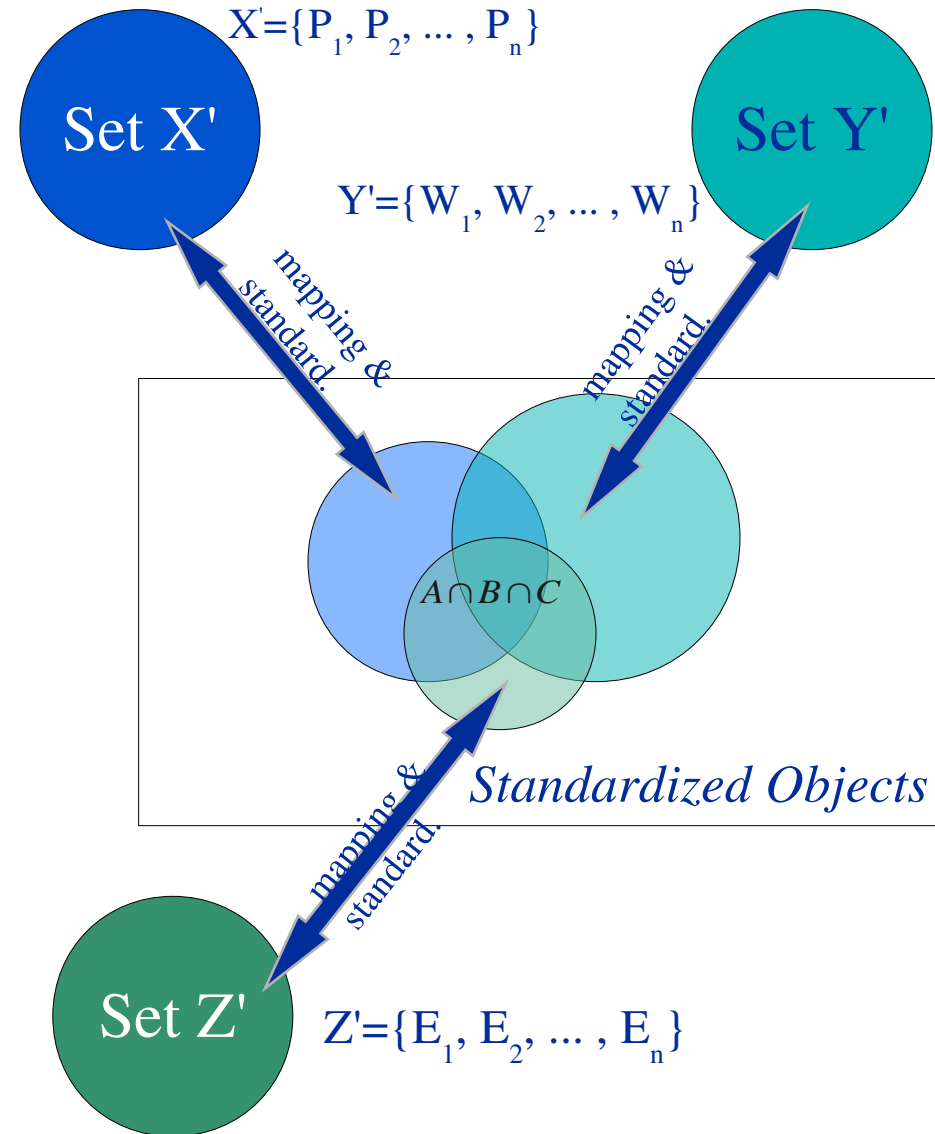 X'={P₁, P₂, ... , Pₙ}
Set X'
Set Y'
Y'={W₁, W₂, ... , Wₙ}
mapping &
standard.
mapping &
standard.
A∩B∩C
Standardized Objects
mapping &
standard.
Set Z'
Z'={E₁, E₂, ... , Eₙ}